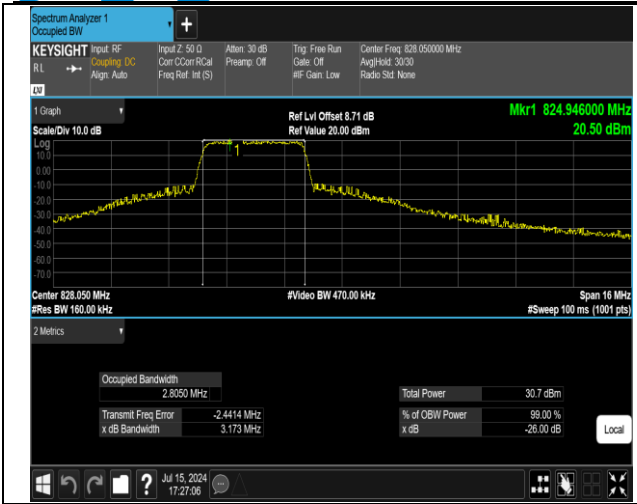 Spectrum Analyzer 1
Occupied BW
+
KEYSIGHT
RL
LXI
Input: RF
Coupling: DC
Align: Auto
Input Z: 50 Ω
Corr CCorr RCal
Freq Ref: Int (S)
Atten: 30 dB
Preamp: Off
Trig: Free Run
Gate: Off
#IF Gain: Low
Center Freq: 828.050000 MHz
Avg|Hold: 30/30
Radio Std: None
1 Graph
Scale/Div 10.0 dB
Ref Lvl Offset 8.71 dB
Ref Value 20.00 dBm
Mkr1 824.946000 MHz
20.50 dBm
Log
10.0
0.00
-10.0
-20.0
-30.0
-40.0
-50.0
-60.0
-70.0
1
Center 828.050 MHz
#Res BW 160.00 kHz
#Video BW 470.00 kHz
Span 16 MHz
#Sweep 100 ms (1001 pts)
2 Metrics
Occupied Bandwidth
2.8050 MHz
Transmit Freq Error -2.4414 MHz
x dB Bandwidth 3.173 MHz
Total Power 30.7 dBm
% of OBW Power 99.00 %
x dB -26.00 dB
Local
?
Jul 15, 2024
17:27:06